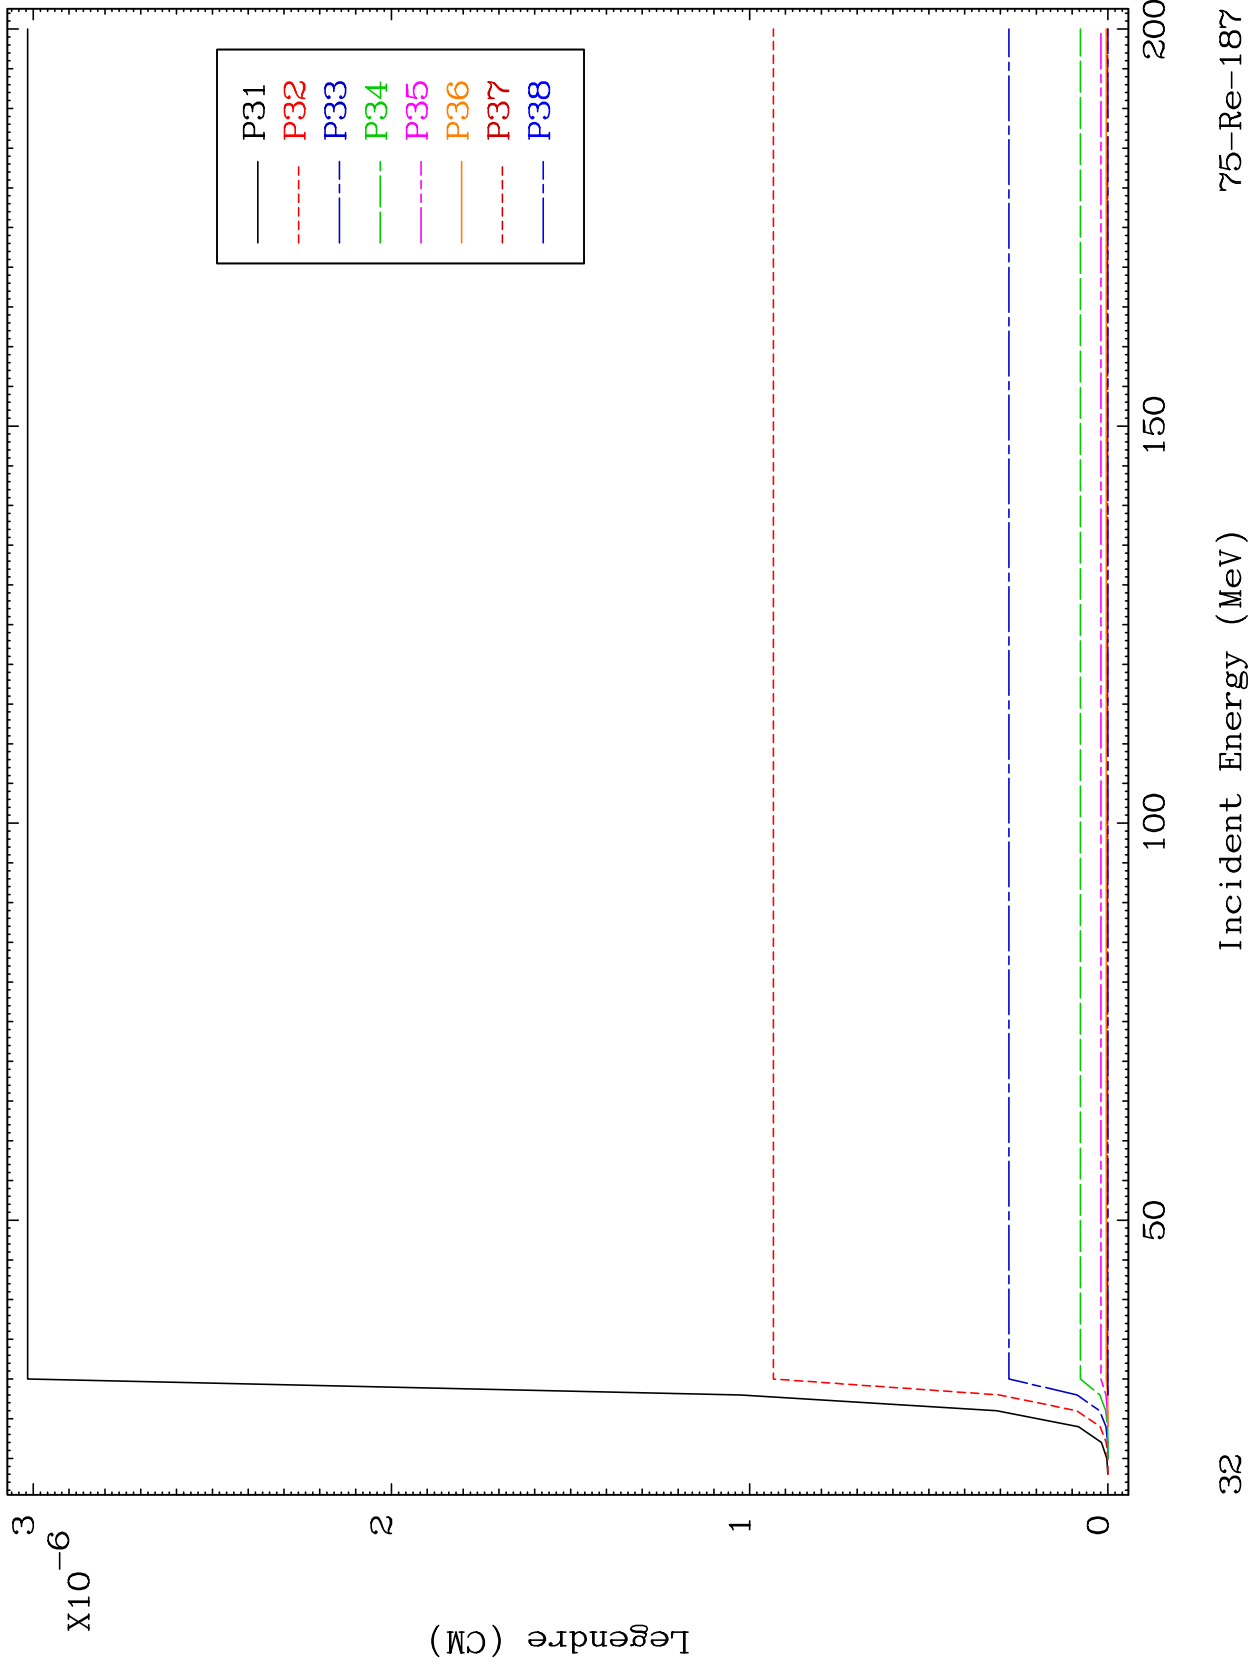 3
2
1
0
X10
-6
Legendre (CM)
P31
P32
P33
P34
P35
P36
P37
P38
50
100
150
200
32
Incident Energy (MeV)
75-Re-187